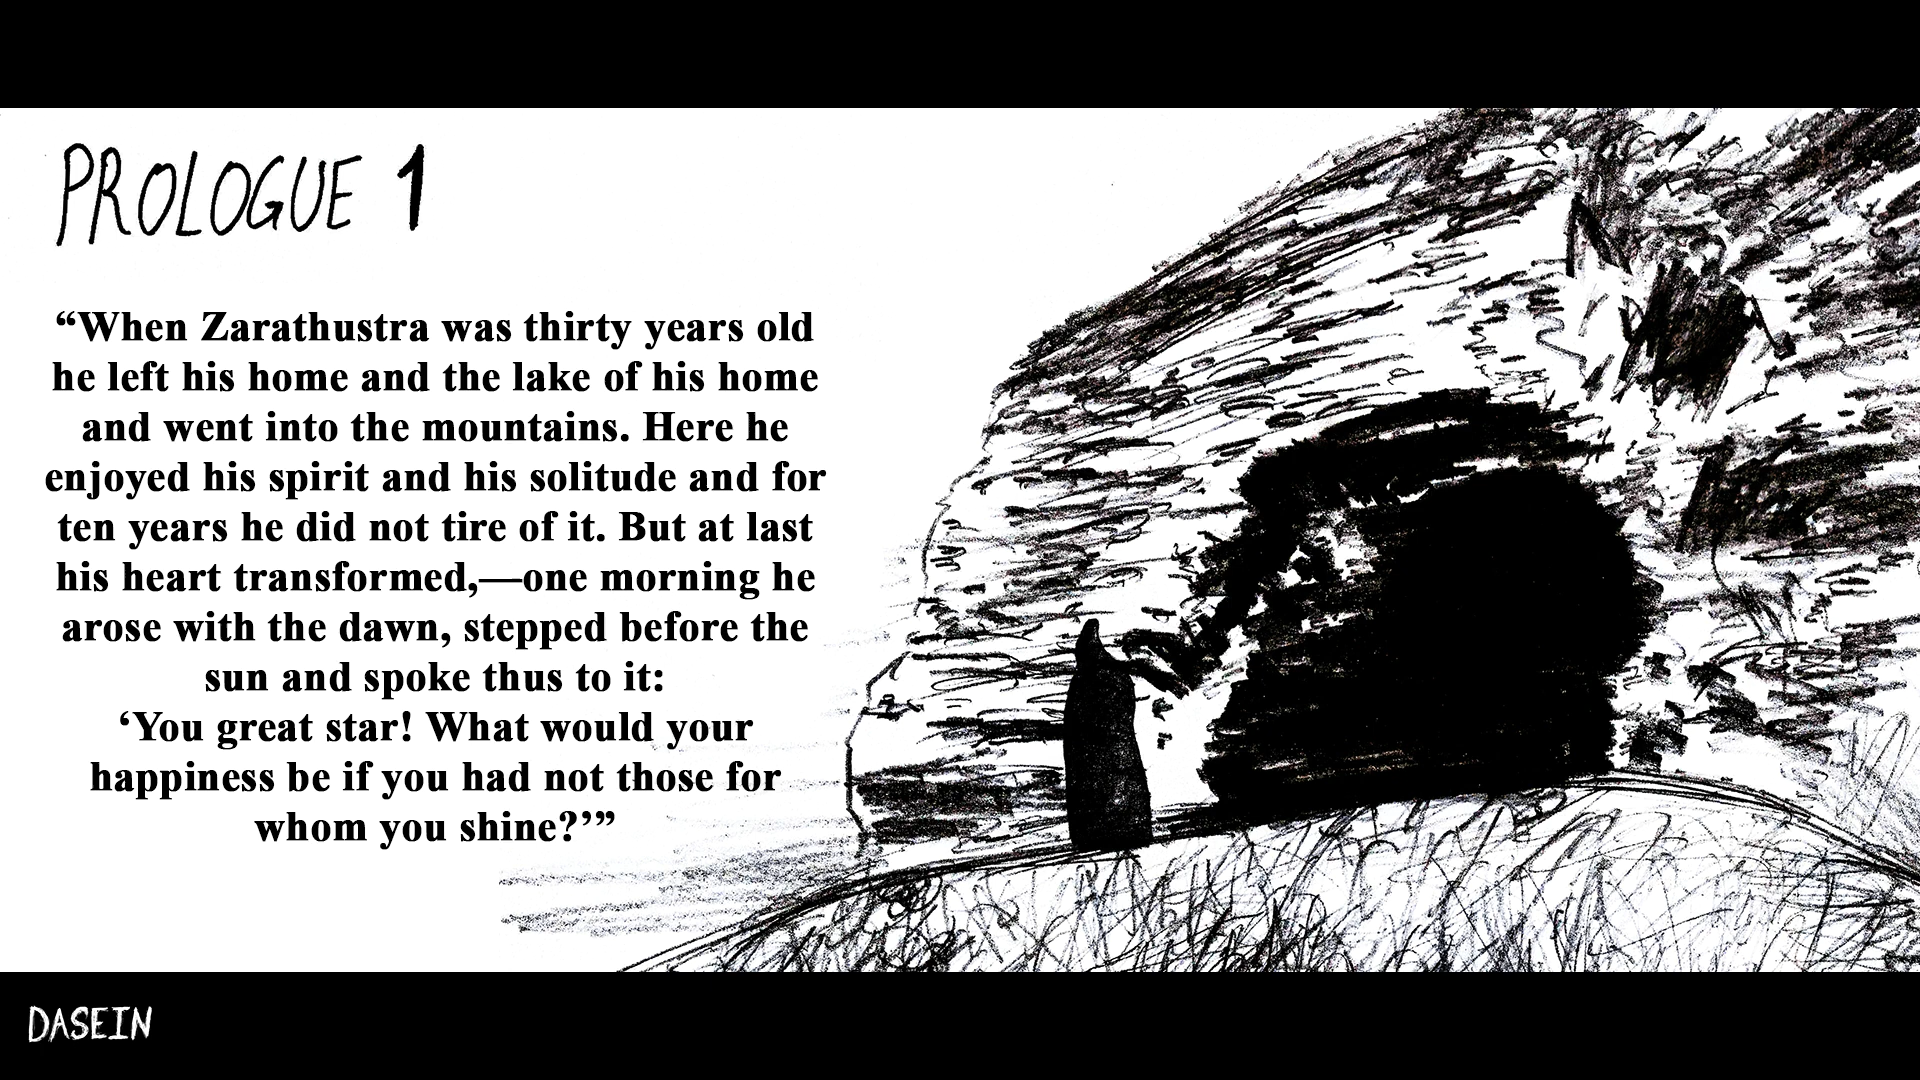 PROLOGUE 1
“When Zarathustra was thirty years old
he left his home and the lake of his home
and went into the mountains. Here he
enjoyed his spirit and his solitude and for
ten years he did not tire of it. But at last
his heart transformed,—one morning he
arose with the dawn, stepped before the
sun and spoke thus to it:
‘You great star! What would your
happiness be if you had not those for
whom you shine?’”
DASEIN